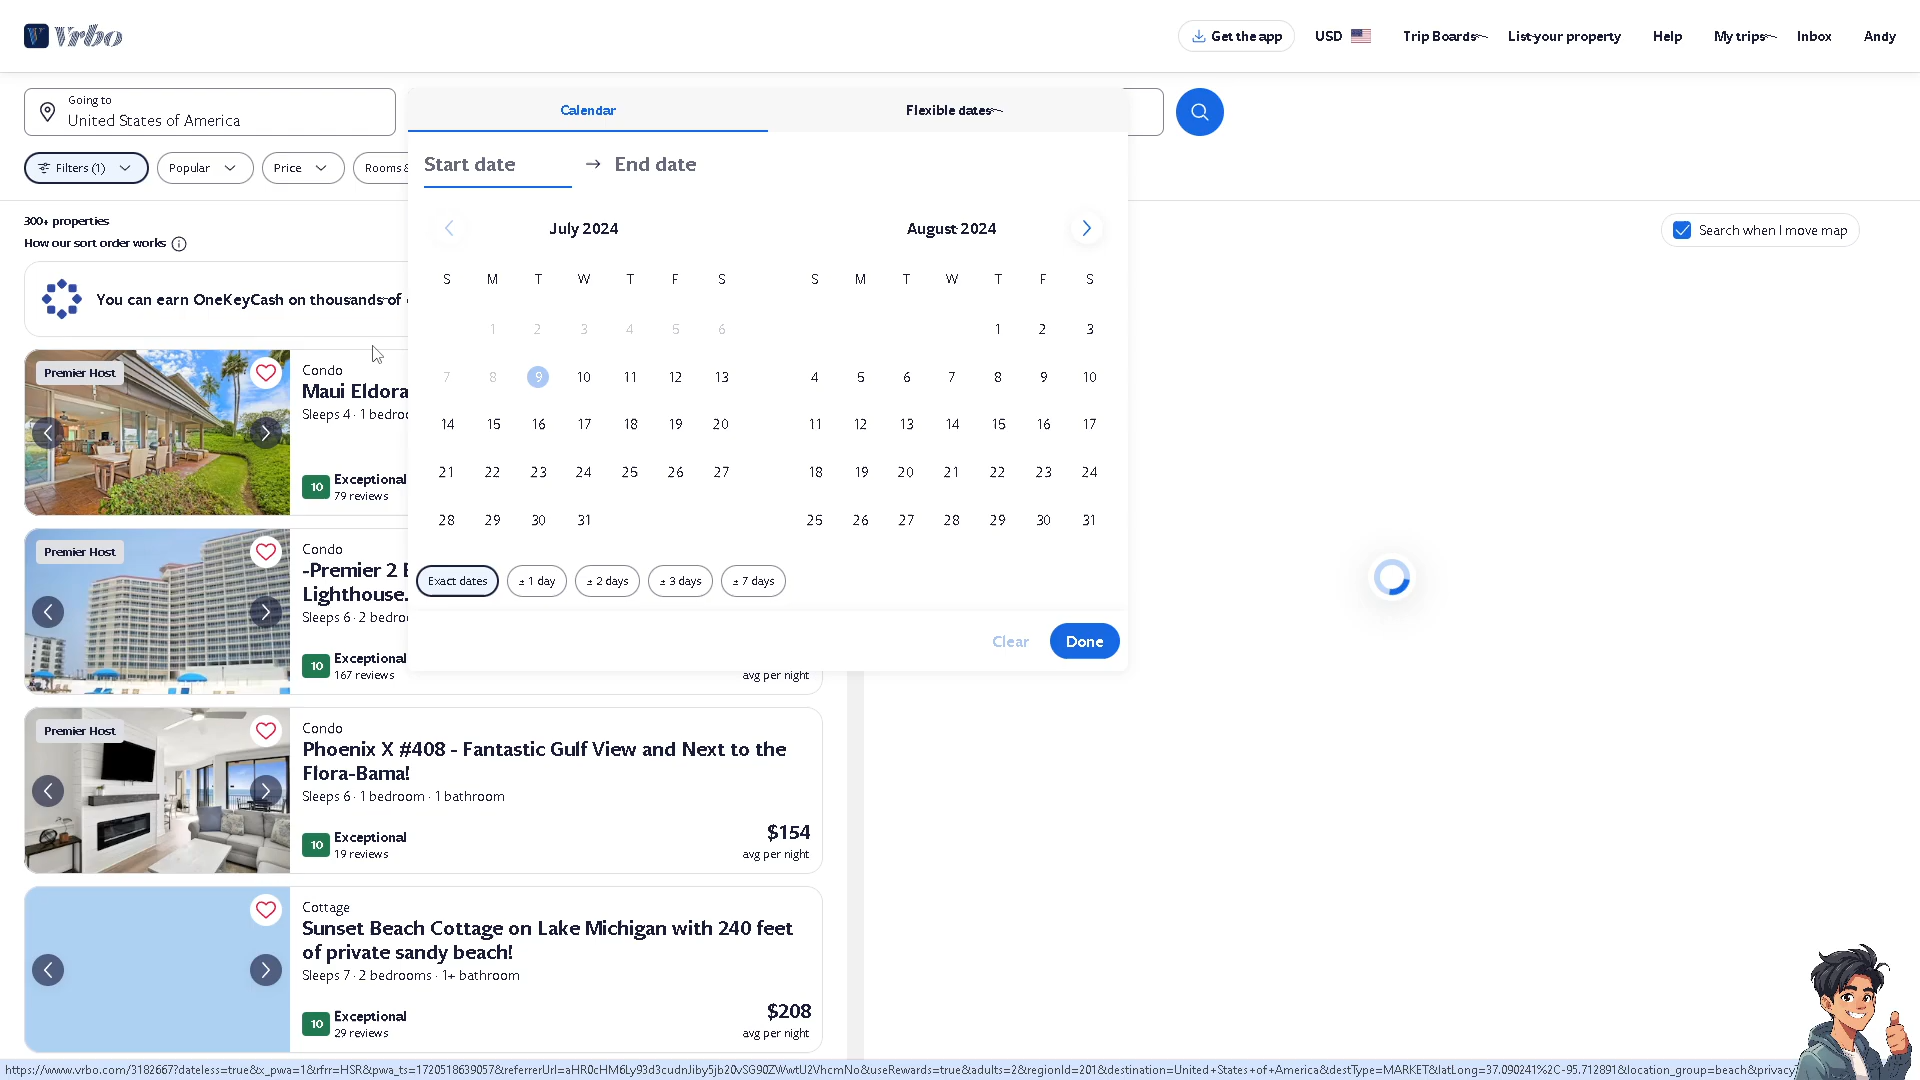 Vrbo
Get the app
USD
Trip Boards
List your property
Help
My trips
Inbox
Andy
Going to
United States of America
Calendar
Flexible dates
Filters (1)
Popular
Price
Rooms &
Start date
End date
300+ properties
How our sort order works
Search when I move map
July 2024
August 2024
S M T W T F S
S M T W T F S
1 2 3 4 5 6
1 2 3
7 8 9 10 11 12 13
4 5 6 7 8 9 10
14 15 16 17 18 19 20
11 12 13 14 15 16 17
21 22 23 24 25 26 27
18 19 20 21 22 23 24
28 29 30 31
25 26 27 28 29 30 31
Exact dates
± 1 day
± 2 days
± 3 days
± 7 days
Clear
Done
You can earn OneKeyCash on thousands of
Premier Host
Condo
Maui Eldora
Sleeps 4 · 1 bedroo
10
Exceptional
79 reviews
Premier Host
Condo
-Premier 2 B
Lighthouse.
Sleeps 6 · 2 bedroo
10
Exceptional
167 reviews
avg per night
Premier Host
Condo
Phoenix X #408 - Fantastic Gulf View and Next to the
Flora-Bama!
Sleeps 6 · 1 bedroom · 1 bathroom
10
Exceptional
19 reviews
$154
avg per night
Cottage
Sunset Beach Cottage on Lake Michigan with 240 feet
of private sandy beach!
Sleeps 7 · 2 bedrooms · 1+ bathroom
10
Exceptional
29 reviews
$208
avg per night